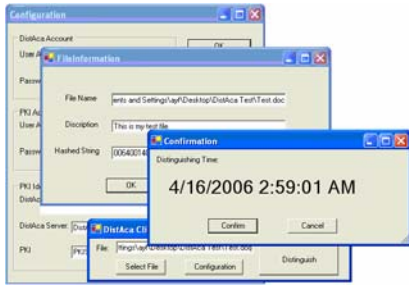 Configuration
DistAca Account
OK
User A
Passw
FileInformation
File Name
ents and Settings\ayf\Desktop\DistAca Test\Test.doc
Discription
This is my test file
Hashed String
OK
PKI Ac
User A
Passw
PKI Ide
DistAca Server:
PKI
Confirmation
Distinguishing Time:
4/16/2006 2:59:01 AM
Confirm
Cancel
DistAca Cli
File:
ttings\ayf\Desktop\DistAca Test\Test.doc
Select File
Configuration
Distinguish